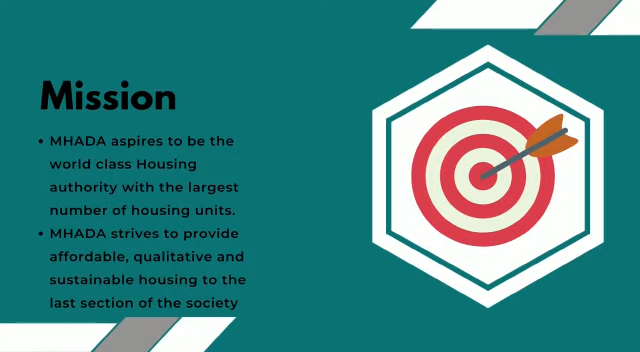 Mission
• MHADA aspires to be the
world class Housing
authority with the largest
number of housing units.
• MHADA strives to provide
affordable, qualitative and
sustainable housing to the
last section of the society